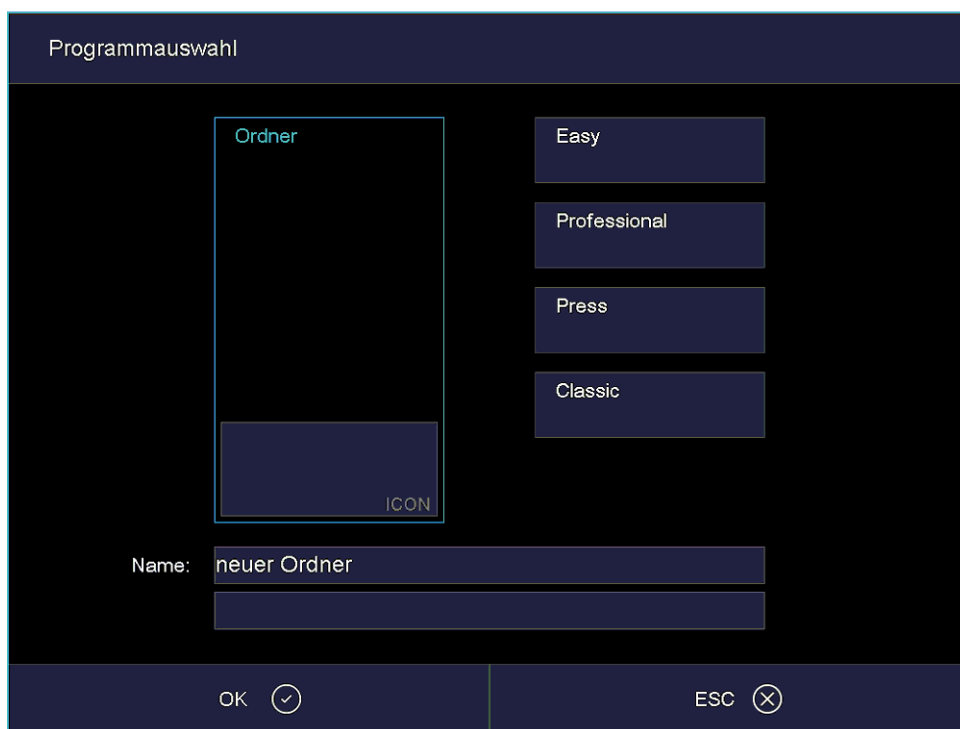 Programmauswahl
Ordner
ICON
Easy
Professional
Press
Classic
Name: neuer Ordner
OK
ESC